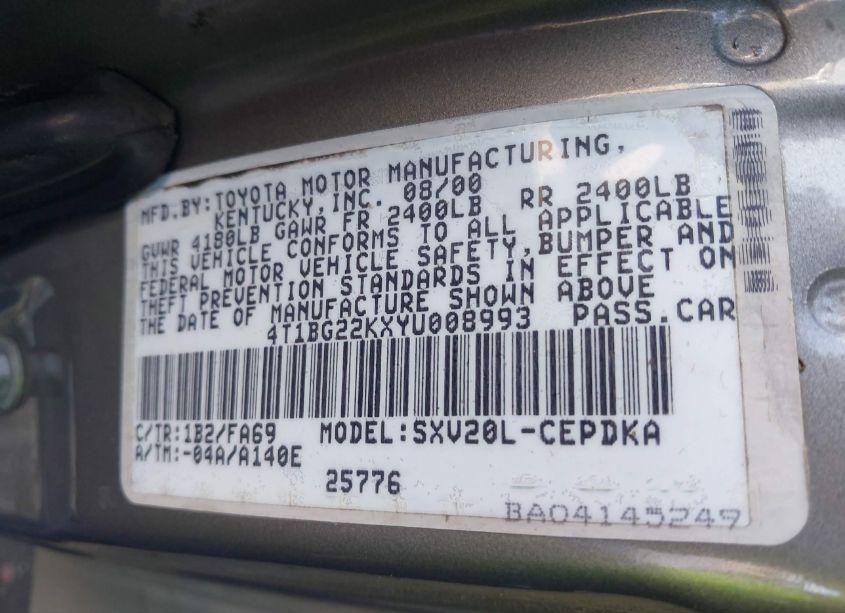 MFD.BY:TOYOTA MOTOR MANUFACTURING,
KENTUCKY,INC. 08/00
GVWR 4180LB GAWR FR 2400LB RR 2400LB
THIS VEHICLE CONFORMS TO ALL APPLICABLE
FEDERAL MOTOR VEHICLE SAFETY,BUMPER AND
THEFT PREVENTION STANDARDS IN EFFECT ON
THE DATE OF MANUFACTURE SHOWN ABOVE
4T1BG22KXYU008993 PASS.CAR
C/TR:1B2/FA69 MODEL:SXV20L-CEPDKA
A/TM:-04A/A140E
25776
BA04145249